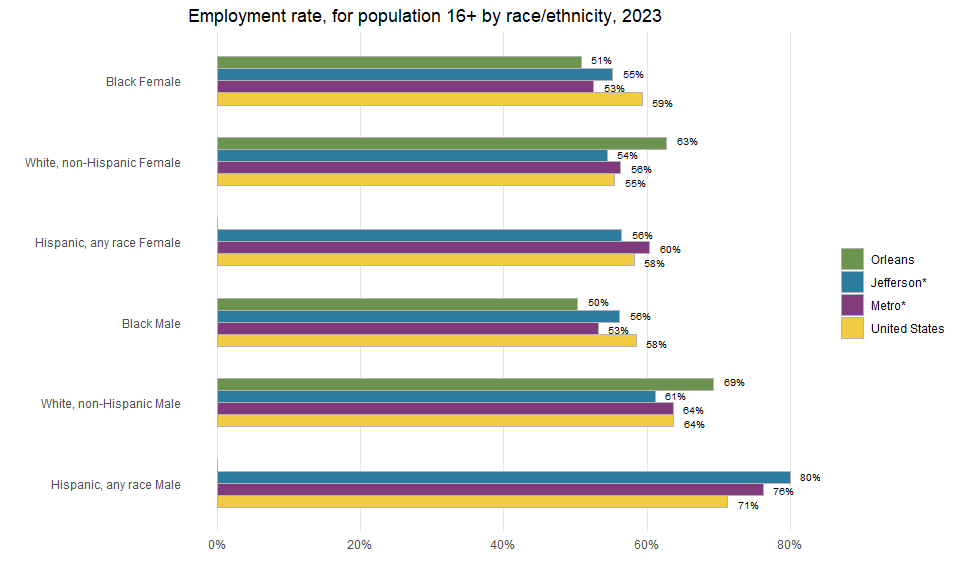 Employment rate, for population 16+ by race/ethnicity, 2023
Black Female
51%
55%
53%
59%
White, non-Hispanic Female
63%
54%
56%
55%
Hispanic, any race Female
56%
60%
58%
Black Male
50%
56%
53%
58%
White, non-Hispanic Male
69%
61%
64%
64%
Hispanic, any race Male
80%
76%
71%
0% 20% 40% 60% 80%
Orleans
Jefferson*
Metro*
United States